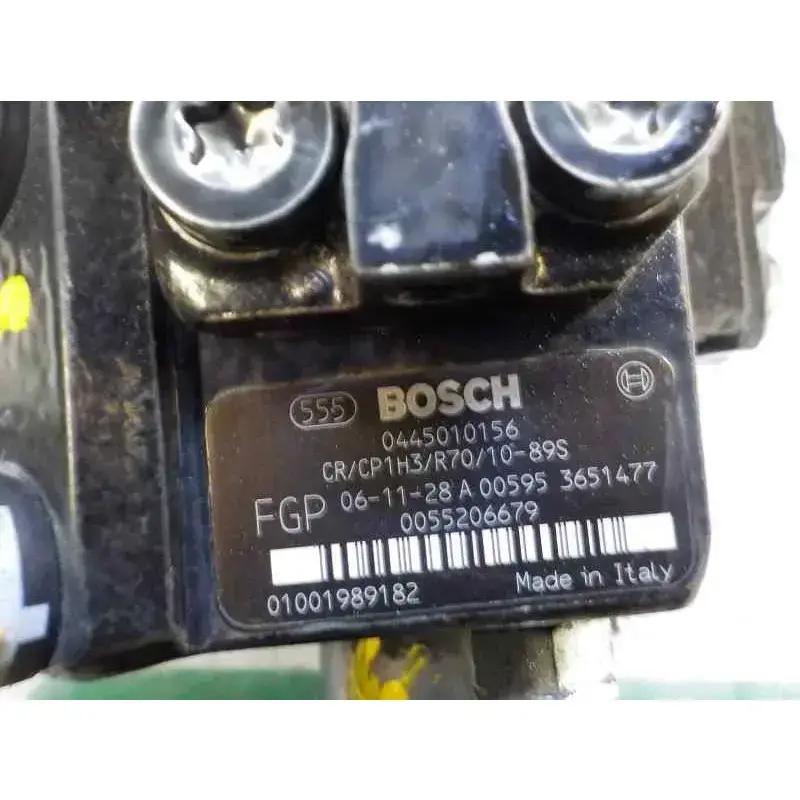 555 BOSCH
0445010156
CR/CP1H3/R70/10-89S
FGP 06-11-28 A 00595 3651477
0055206679
01001989182 Made in Italy